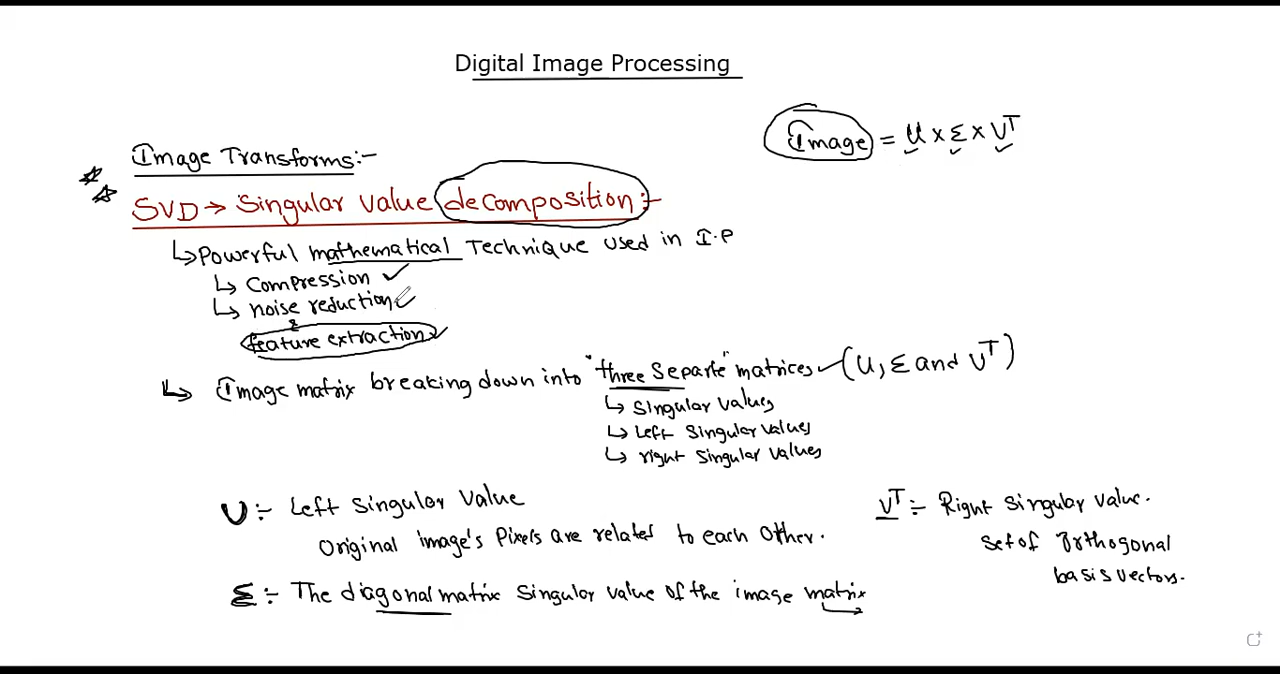 Digital Image Processing
Image = U x Σ x V^T
Image Transforms:-
SVD → Singular Value decomposition :-
↳ Powerful mathematical Technique used in I.P
↳ Compression ✓
↳ noise reduction ✓
&
feature extraction ✓
↳ Image matrix breaking down into "three Separte" matrices ✓ (U, Σ and V^T)
↳ Singular values
↳ Left Singular Values
↳ right Singular Values
U :- Left Singular Value
Original image's Pixels are related to each Other.
V^T :- Right Singular Value.
Set of Orthogonal
basis vectors.
Σ :- The diagonal matrix Singular value of the image matrix